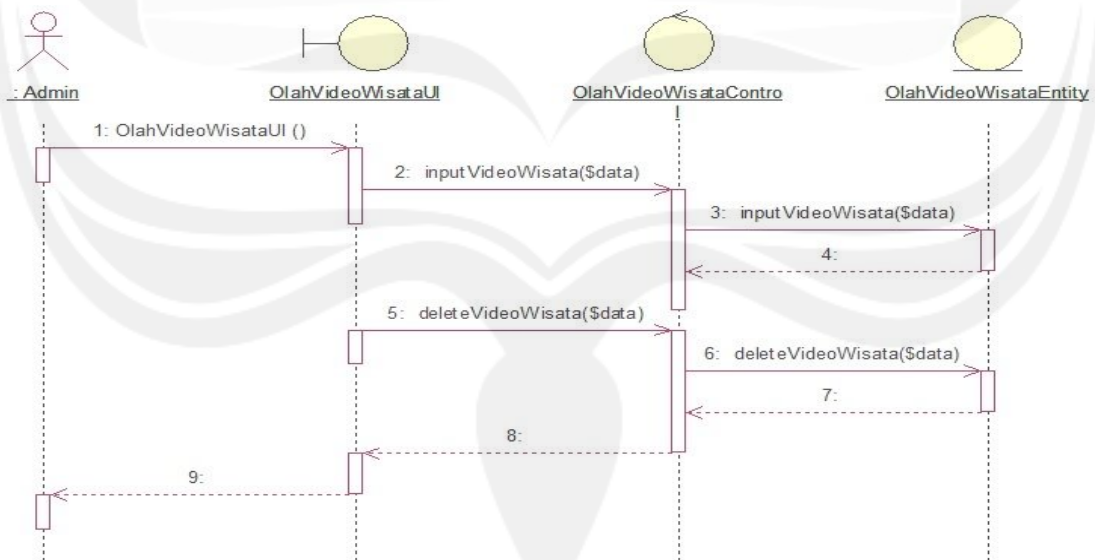 _: Admin
OlahVideoWisataUI
OlahVideoWisataContro
l
OlahVideoWisataEntity
1: OlahVideoWisataUI ()
2: inputVideoWisata($data)
3: inputVideoWisata($data)
4:
5: deleteVideoWisata($data)
6: deleteVideoWisata($data)
7:
8:
9: